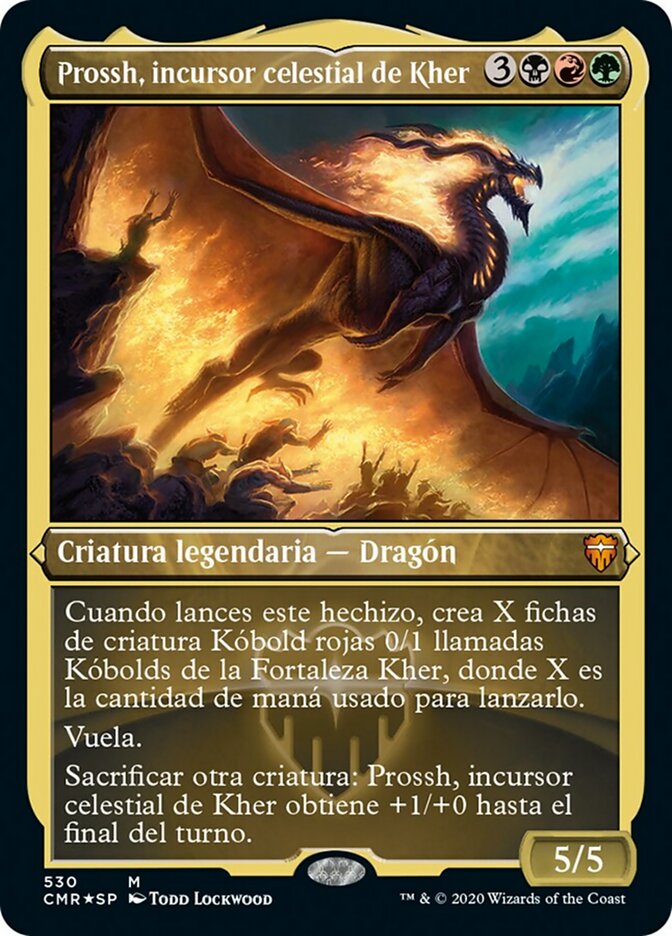 Prossh, incursor celestial de Kher 3
Criatura legendaria — Dragón
Cuando lances este hechizo, crea X fichas
de criatura Kóbold rojas 0/1 llamadas
Kóbolds de la Fortaleza Kher, donde X es
la cantidad de maná usado para lanzarlo.
Vuela.
Sacrificar otra criatura: Prossh, incursor
celestial de Kher obtiene +1/+0 hasta el
final del turno.
5/5
530 M
CMR★SP Todd Lockwood
™ & © 2020 Wizards of the Coast